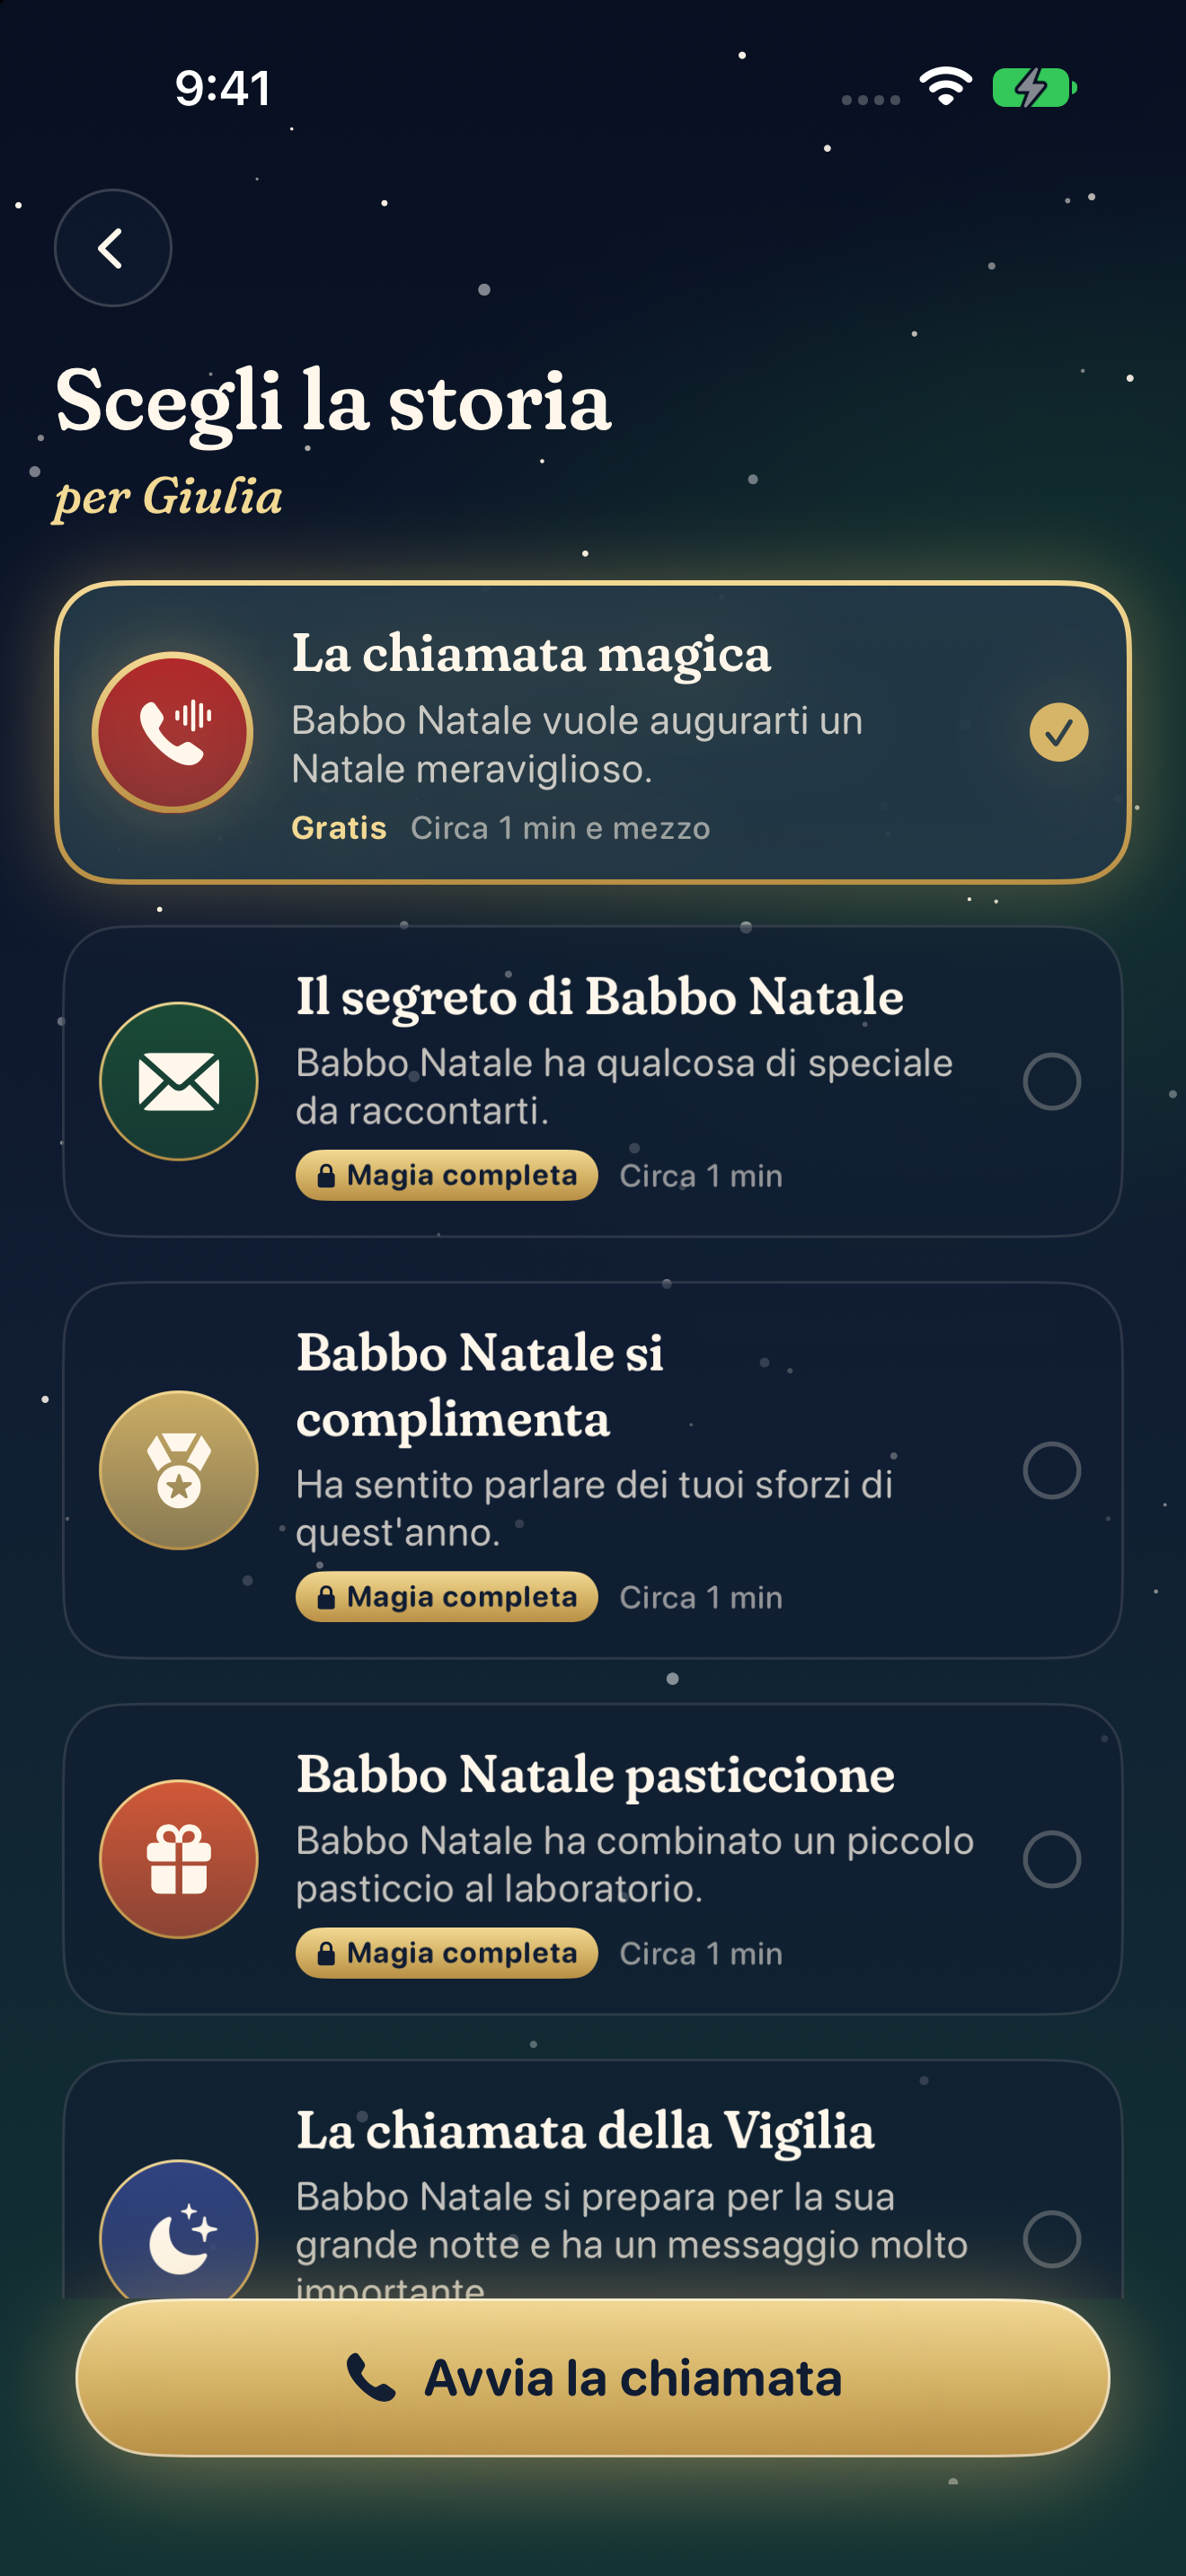 9:41
Scegli la storia
per Giulia
La chiamata magica
Babbo Natale vuole augurarti un
Natale meraviglioso.
Gratis Circa 1 min e mezzo
Il segreto di Babbo Natale
Babbo Natale ha qualcosa di speciale
da raccontarti.
Magia completa Circa 1 min
Babbo Natale si
complimenta
Ha sentito parlare dei tuoi sforzi di
quest'anno.
Magia completa Circa 1 min
Babbo Natale pasticcione
Babbo Natale ha combinato un piccolo
pasticcio al laboratorio.
Magia completa Circa 1 min
La chiamata della Vigilia
Babbo Natale si prepara per la sua
grande notte e ha un messaggio molto
importante
Avvia la chiamata